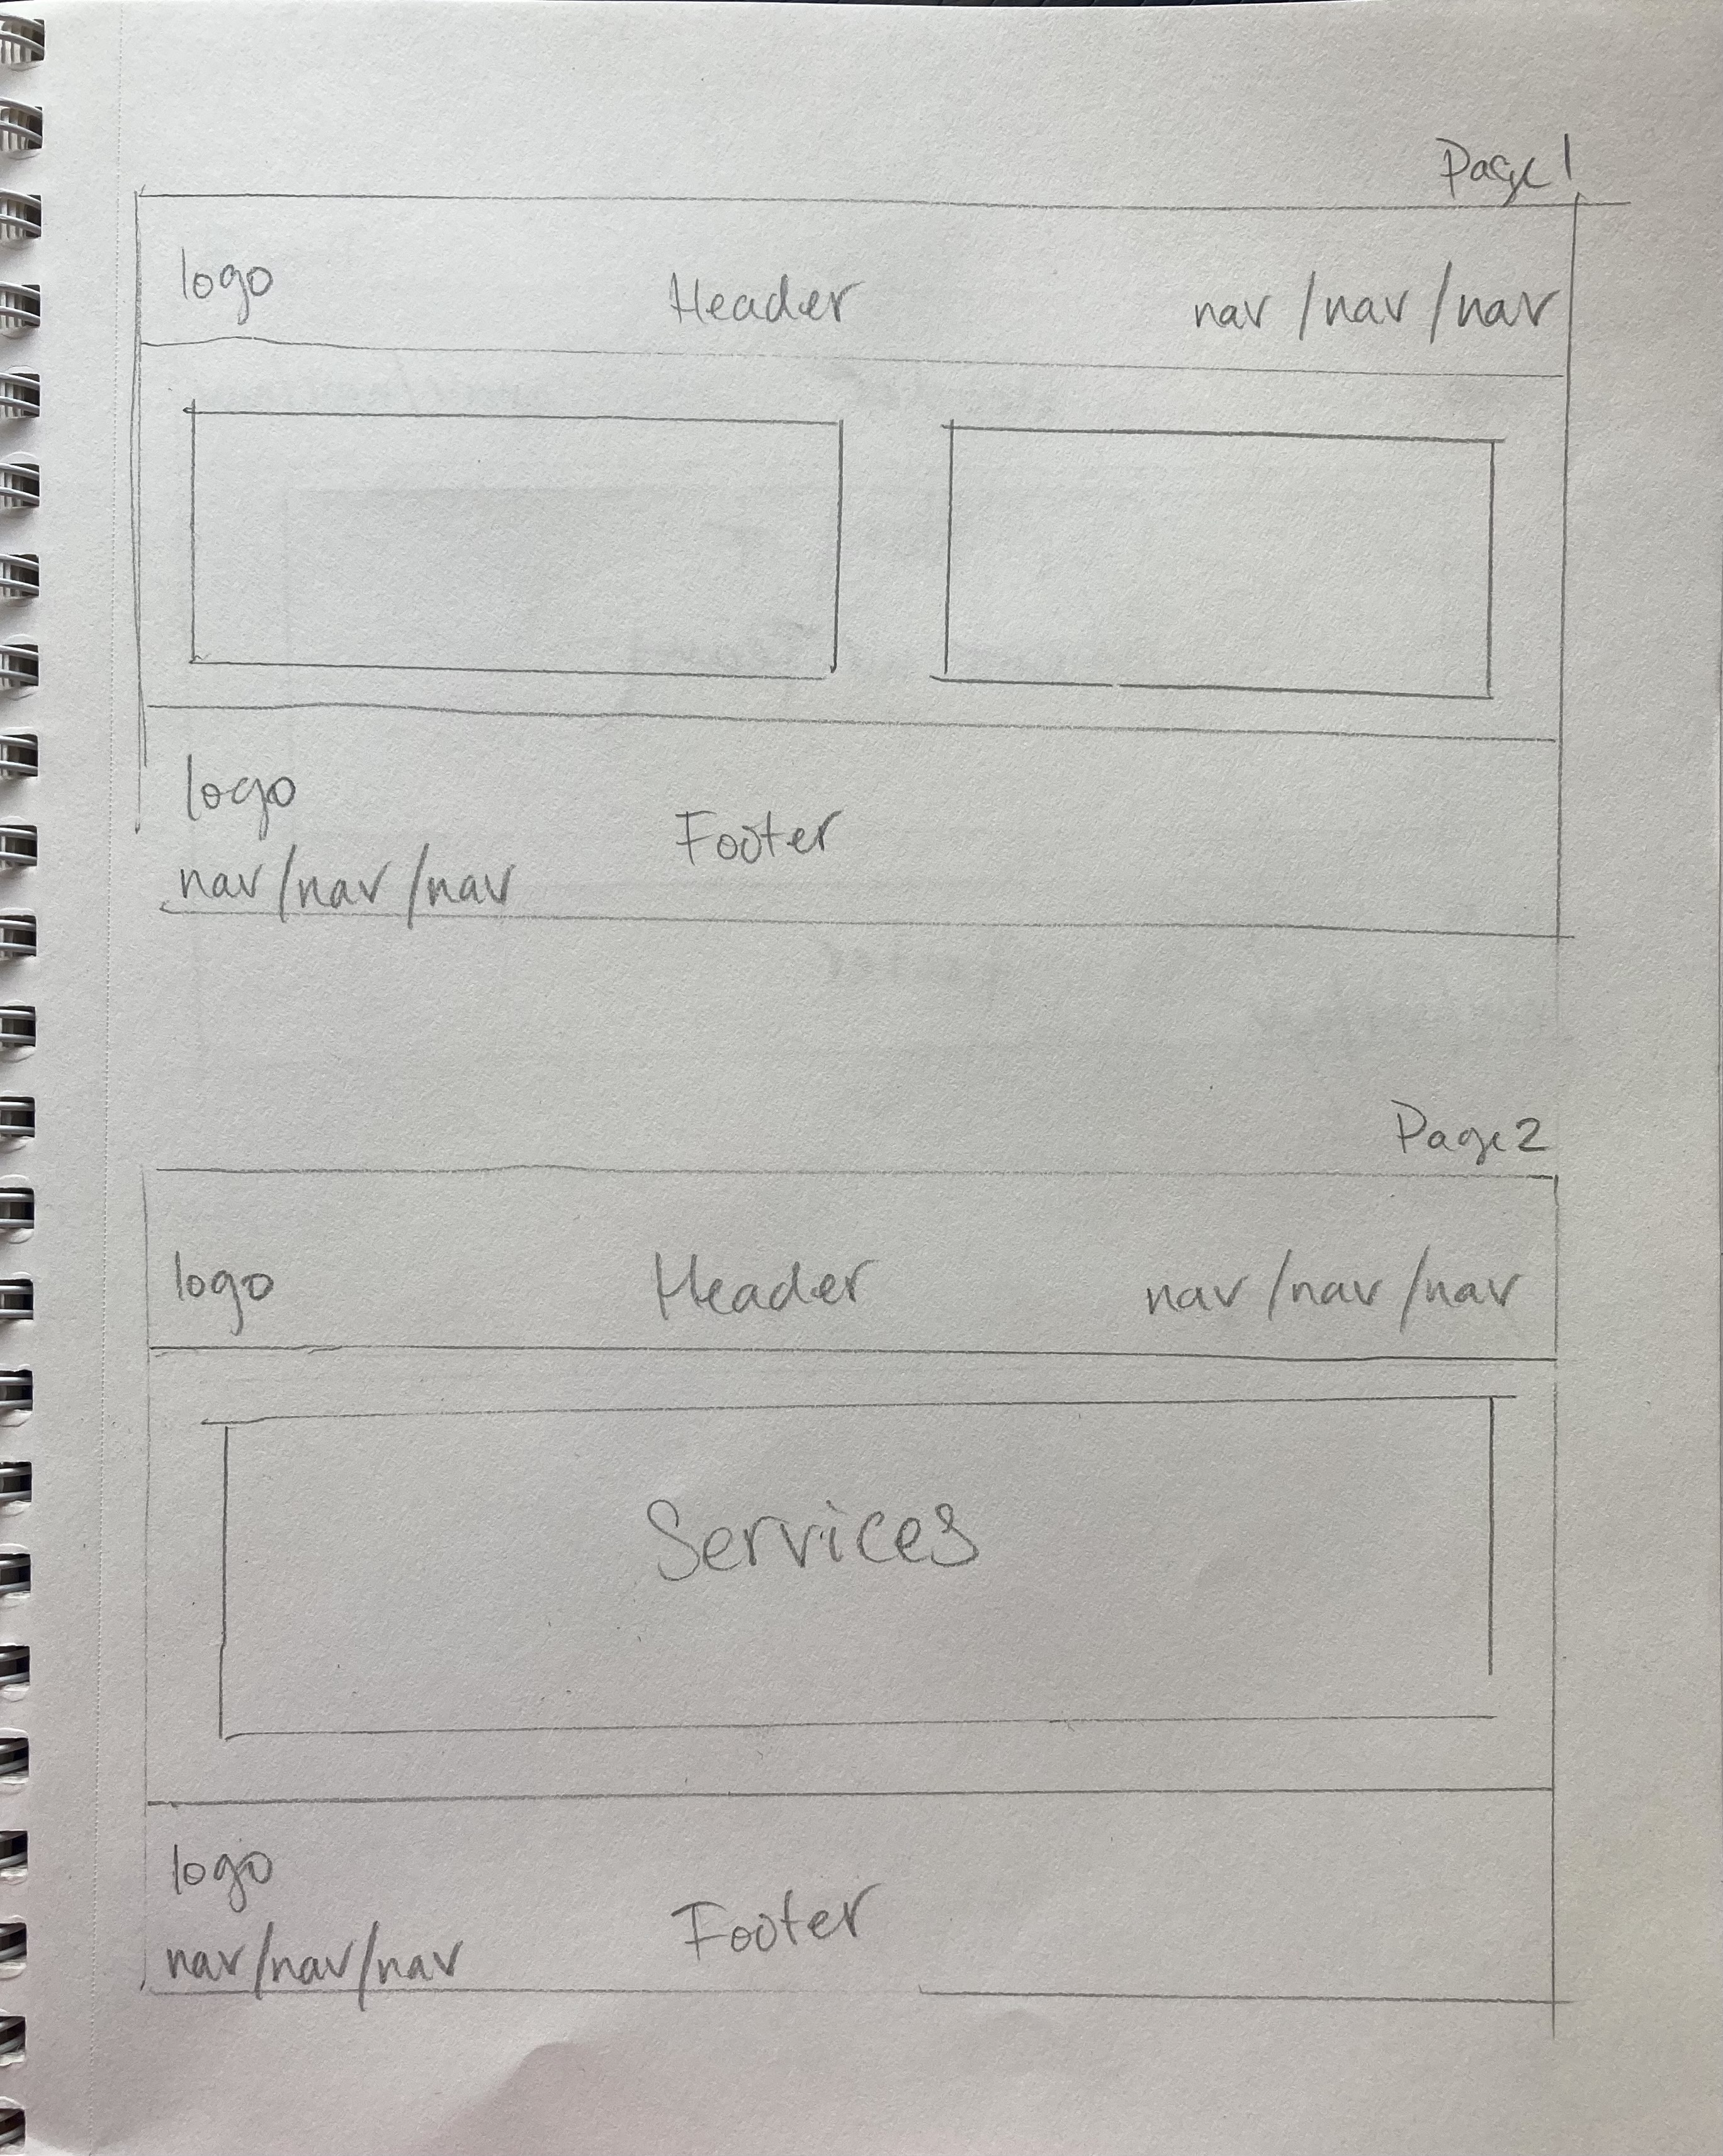 Page 1
logo Header nav / nav / nav
logo
Footer
nav / nav / nav
Page 2
logo Header nav / nav / nav
Services
logo
Footer
nav / nav / nav